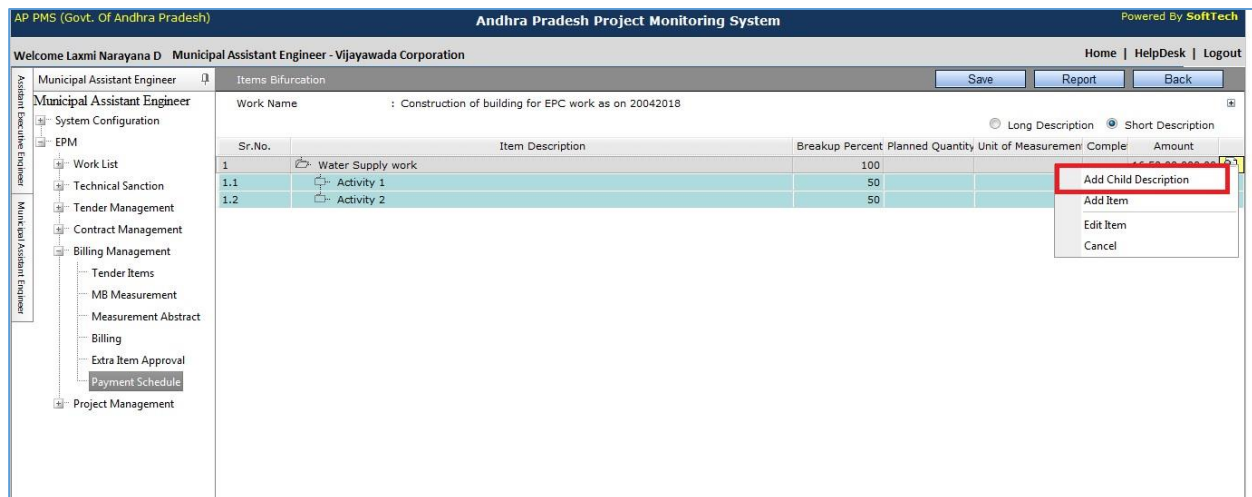 AP PMS (Govt. Of Andhra Pradesh) Andhra Pradesh Project Monitoring System Powered By SoftTech
Welcome Laxmi Narayana D Municipal Assistant Engineer - Vijayawada Corporation Home | HelpDesk | Logout
Assistant Executive Engineer
Municipal Assistant Engineer
Municipal Assistant Engineer
Municipal Assistant Engineer
System Configuration
EPM
Work List
Technical Sanction
Tender Management
Contract Management
Billing Management
Tender Items
MB Measurement
Measurement Abstract
Billing
Extra Item Approval
Payment Schedule
Project Management
Items Bifurcation Save Report Back
Work Name : Construction of building for EPC work as on 20042018
Long Description Short Description
Sr.No. Item Description Breakup Percent Planned Quantity Unit of Measuremen Comple Amount
1 Water Supply work 100
1.1 Activity 1 50
1.2 Activity 2 50
Add Child Description
Add Item
Edit Item
Cancel